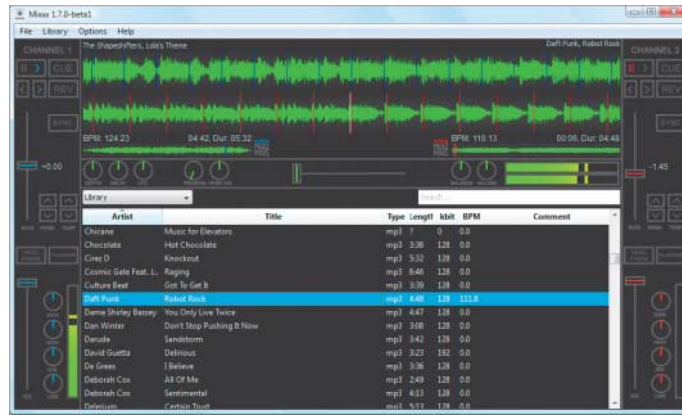 Mixxx 1.7.0-beta1
File Library Options Help
CHANNEL 1
CHANNEL 2
The Shapeshifters, Lola's Theme
Daft Punk, Robot Rock
CUE
CUE
REV
REV
SYNC
SYNC
BPM: 124.23
04:42, Dur: 05:32
BPM: 110.13
00:06, Dur: 04:48
+0.00
-1.45
Library
Search...
Artist Title Type Length kbit BPM Comment
Chicane Music for Elevators mp3 ? 0 0.0
Chocolate Hot Chocolate mp3 3:36 128 0.0
Cirez D Knockout mp3 5:32 128 0.0
Cosmic Gate Feat. J... Raging mp3 6:46 128 0.0
Culture Beat Got To Get It mp3 3:39 128 0.0
Daft Punk Robot Rock mp3 4:48 128 111.8
Dame Shirley Bassey You Only Live Twice mp3 4:47 128 0.0
Dan Winter Don't Stop Pushing It Now mp3 3:08 128 0.0
Darude Sandstorm mp3 3:42 128 0.0
David Guetta Delirious mp3 3:23 192 0.0
De Grees I Believe mp3 3:36 128 0.0
Deborah Cox All Of Me mp3 2:49 128 0.0
Deborah Cox Sentimental mp3 4:13 128 0.0
Delerium Certain Trust mp3 5:13 128 0.0